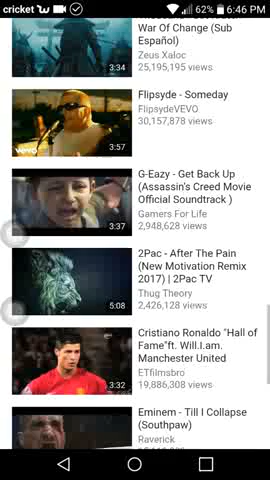 cricket 62% 6:46 PM
War Of Change (Sub
Español)
Zeus Xaloc
25,195,195 views
3:34
Flipsyde - Someday
FlipsydeVEVO
30,157,878 views
vevo
3:57
G-Eazy - Get Back Up
(Assassin's Creed Movie
Official Soundtrack )
Gamers For Life
2,948,628 views
3:37
2Pac - After The Pain
(New Motivation Remix
2017) | 2Pac TV
Thug Theory
2,426,128 views
5:08
Cristiano Ronaldo "Hall of
Fame"ft. Will.I.am.
Manchester United
ETfilmsbro
19,886,308 views
3:32
Eminem - Till I Collapse
(Southpaw)
Raverick